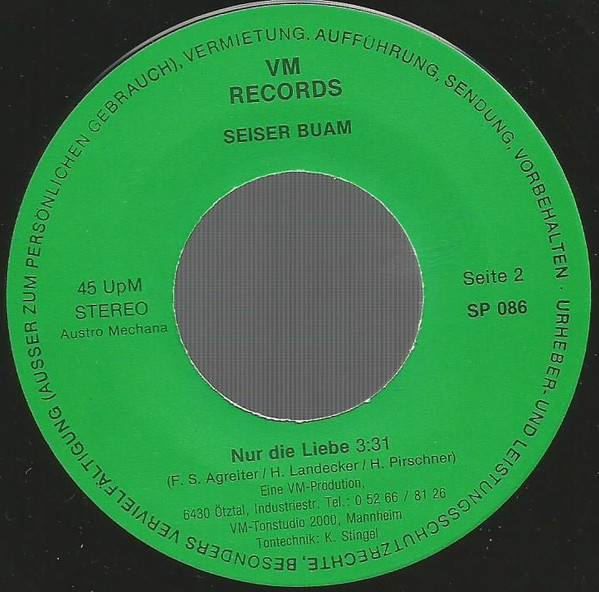 VM
RECORDS
SEISER BUAM
45 UpM
STEREO
Austro Mechana
Seite 2
SP 086
Nur die Liebe 3:31
(F. S. Agreiter / H. Landecker / H. Pirschner)
Eine VM-Prodution,
6430 Ötztal, Industriestr. Tel.: 0 52 66 / 81 26
VM-Tonstudio 2000, Mannheim
Tontechnik: K. Stingel
URHEBER- UND LEISTUNGSSCHUTZRECHTE, BESONDERS VERVIELFÄLTIGUNG (AUSSER ZUM PERSÖNLICHEN GEBRAUCH), VERMIETUNG. AUFFÜHRUNG, SENDUNG, VORBEHALTEN ·